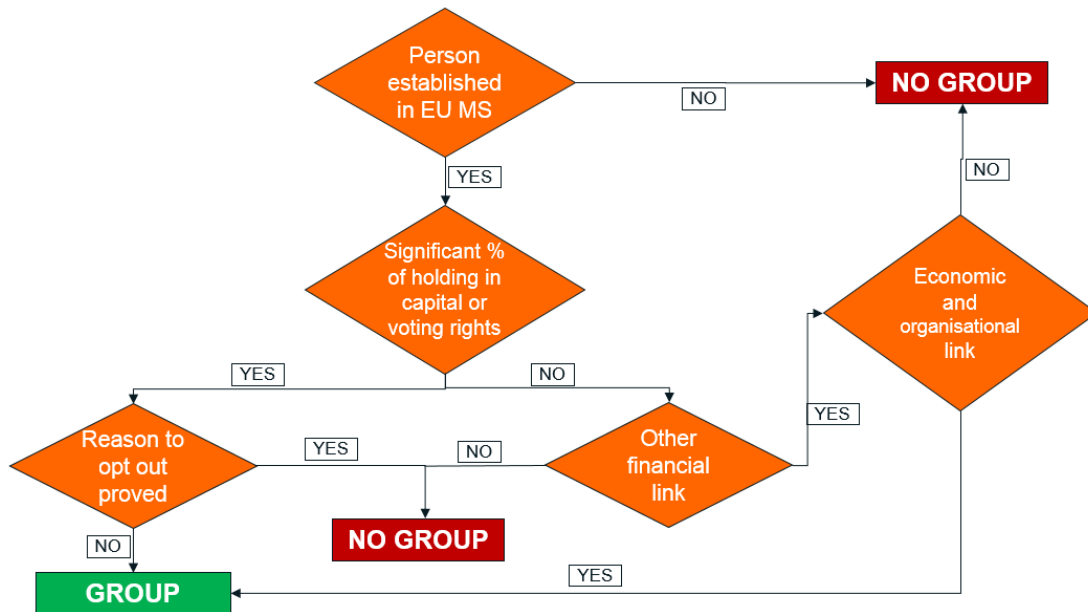 Person
established
in EU MS
NO
NO GROUP
YES
NO
Significant %
of holding in
capital or
voting rights
Economic
and
organisational
link
YES
NO
YES
Reason to
opt out
proved
YES
NO
Other
financial
link
NO GROUP
NO
YES
GROUP